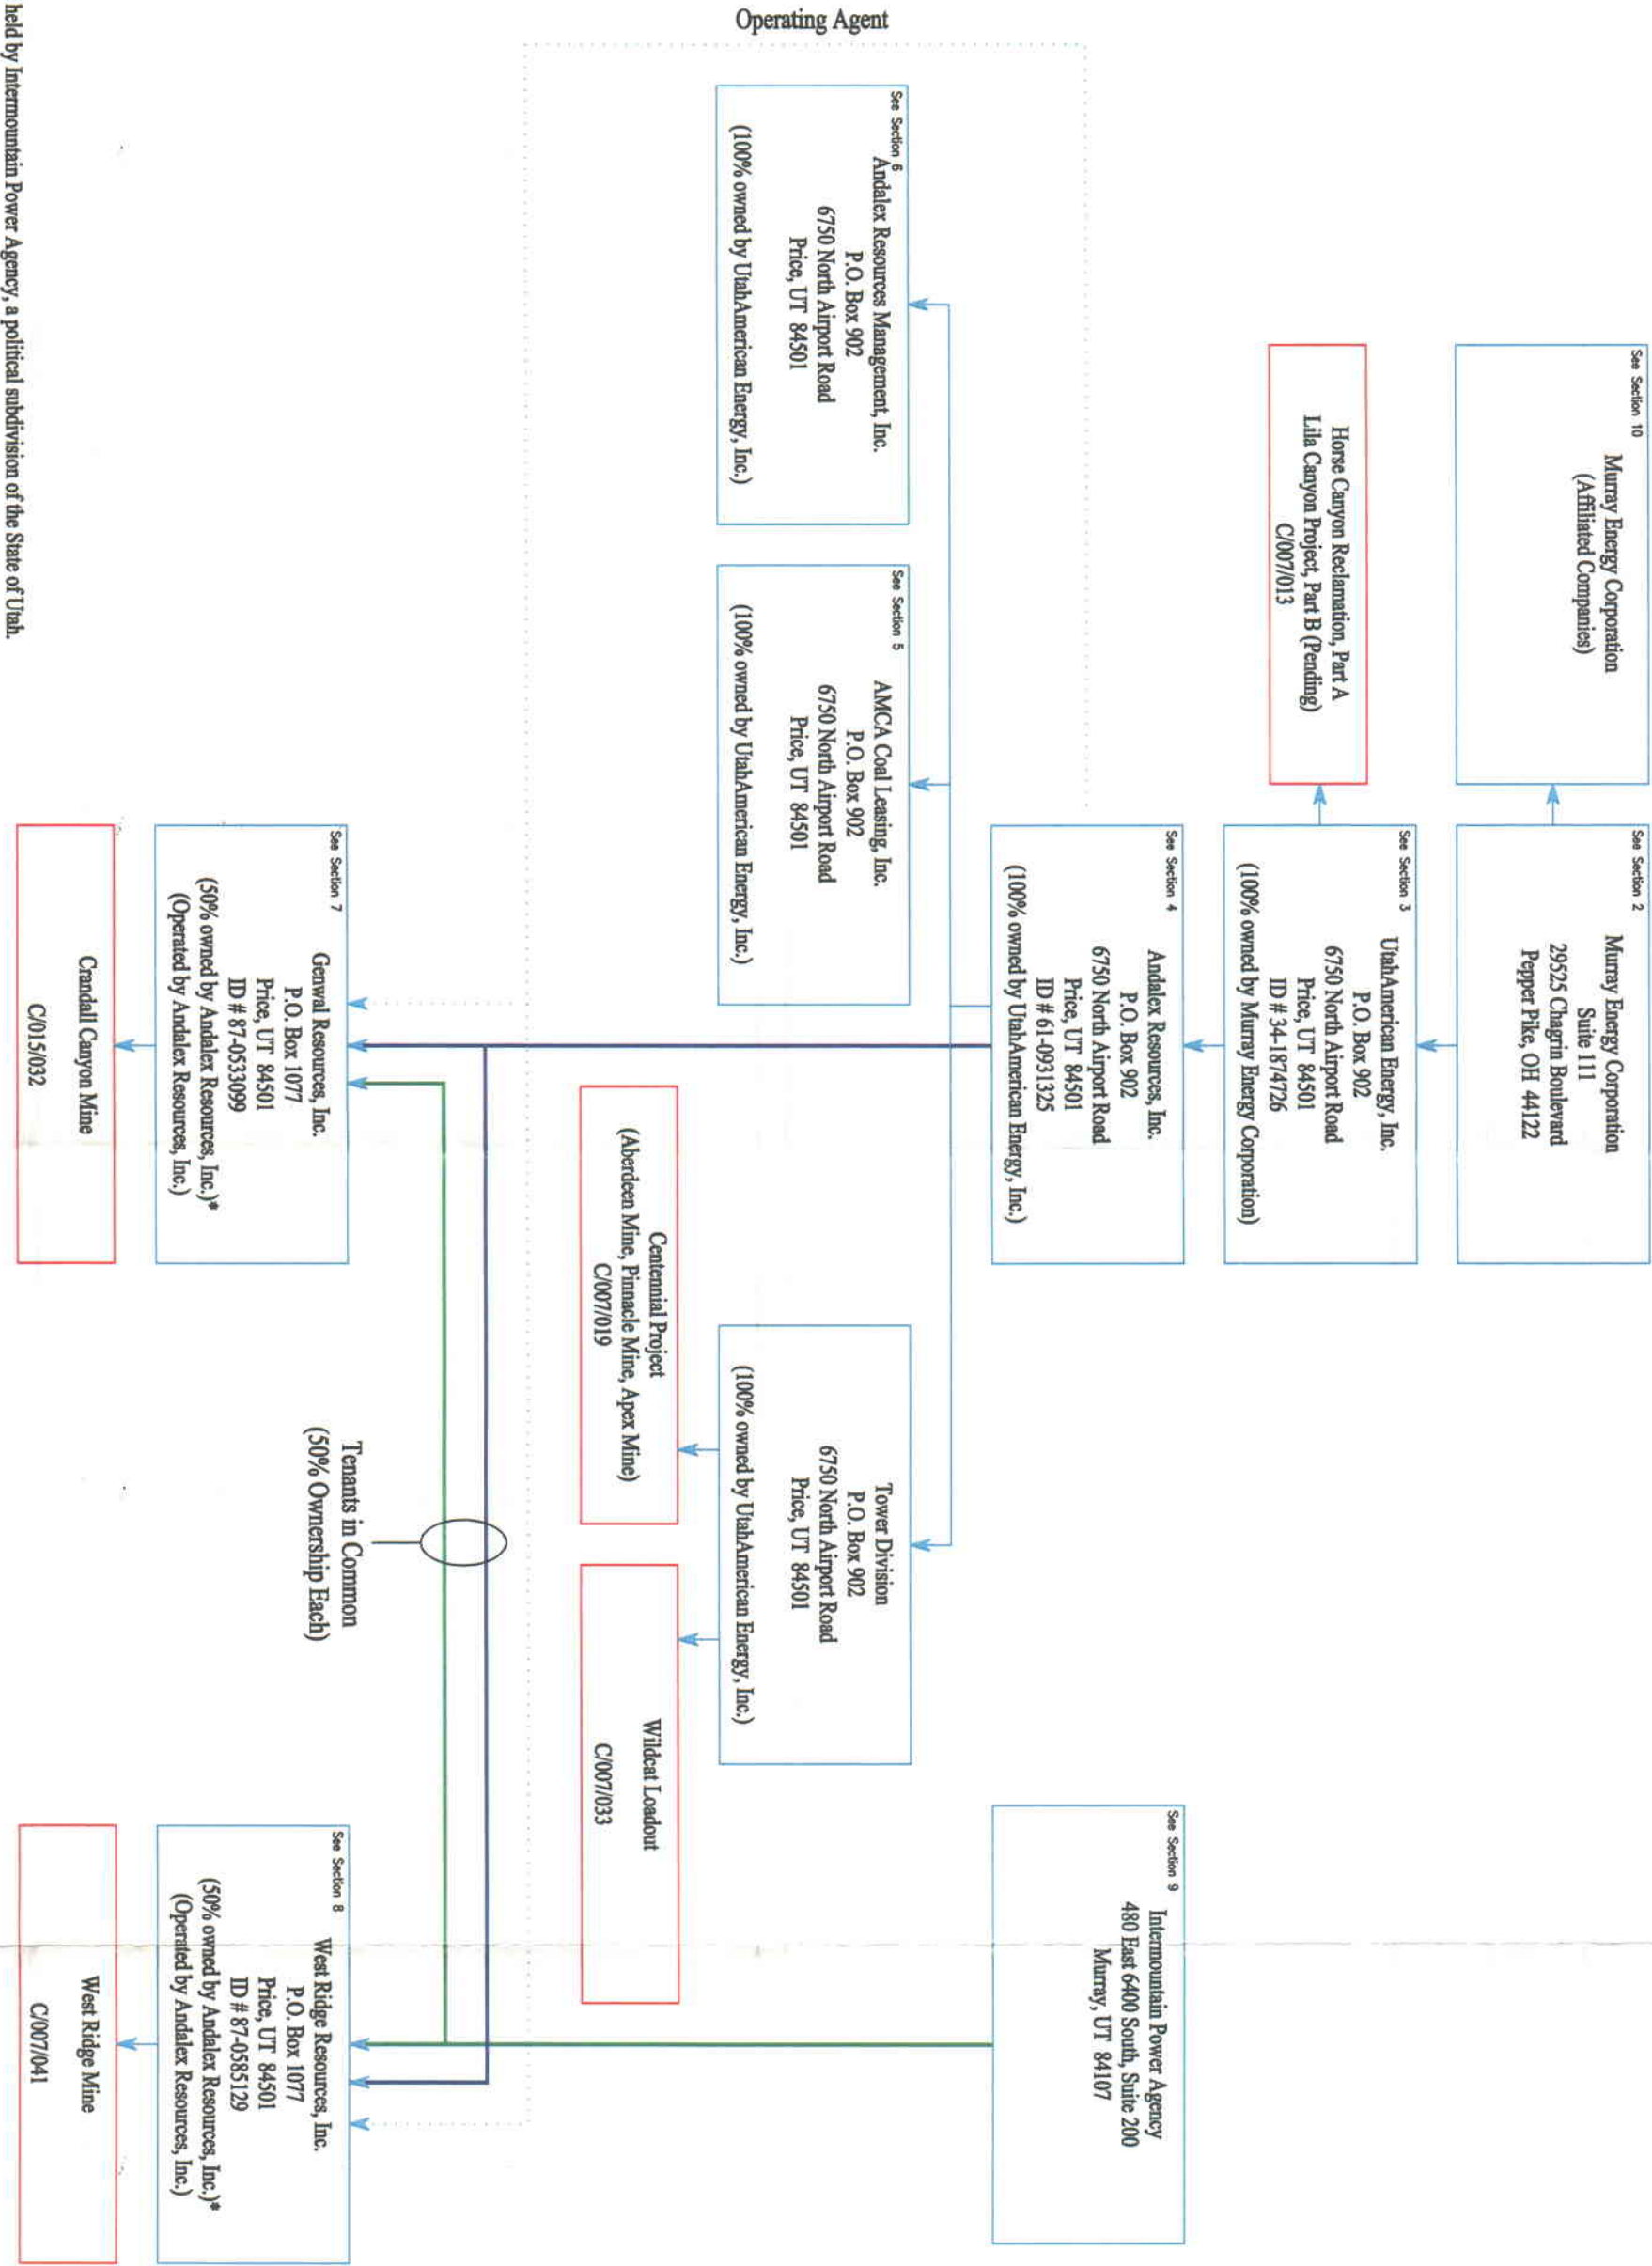 See Section 10
Murray Energy Corporation
(Affiliated Companies)
See Section 2
Murray Energy Corporation
Suite 111
29525 Chagrin Boulevard
Pepper Pike, OH 44122
Horse Canyon Reclamation, Part A
Lila Canyon Project, Part B (Pending)
C/007/013
See Section 3
UtahAmerican Energy, Inc.
P.O. Box 902
6750 North Airport Road
Price, UT 84501
ID # 34-1874726
(100% owned by Murray Energy Corporation)
See Section 4
Andalex Resources, Inc.
P.O. Box 902
6750 North Airport Road
Price, UT 84501
ID # 61-0931325
(100% owned by UtahAmerican Energy, Inc.)
See Section 9
Intermountain Power Agency
480 East 6400 South, Suite 200
Murray, UT 84107
Operating Agent
See Section 6
Andalex Resources Management, Inc.
P.O. Box 902
6750 North Airport Road
Price, UT 84501
(100% owned by UtahAmerican Energy, Inc.)
See Section 5
AMCA Coal Leasing, Inc.
P.O. Box 902
6750 North Airport Road
Price, UT 84501
(100% owned by UtahAmerican Energy, Inc.)
Tower Division
P.O. Box 902
6750 North Airport Road
Price, UT 84501
(100% owned by UtahAmerican Energy, Inc.)
Centennial Project
(Aberdeen Mine, Pinnacle Mine, Apex Mine)
C/007/019
Wildcat Loadout
C/007/033
Tenants in Common
(50% Ownership Each)
See Section 7
Genwal Resources, Inc.
P.O. Box 1077
Price, UT 84501
ID # 87-0533099
(50% owned by Andalex Resources, Inc.)*
(Operated by Andalex Resources, Inc.)
See Section 8
West Ridge Resources, Inc.
P.O. Box 1077
Price, UT 84501
ID # 87-0585129
(50% owned by Andalex Resources, Inc.)*
(Operated by Andalex Resources, Inc.)
Crandall Canyon Mine
C/015/032
West Ridge Mine
C/007/041
held by Intermountain Power Agency, a political subdivision of the State of Utah.